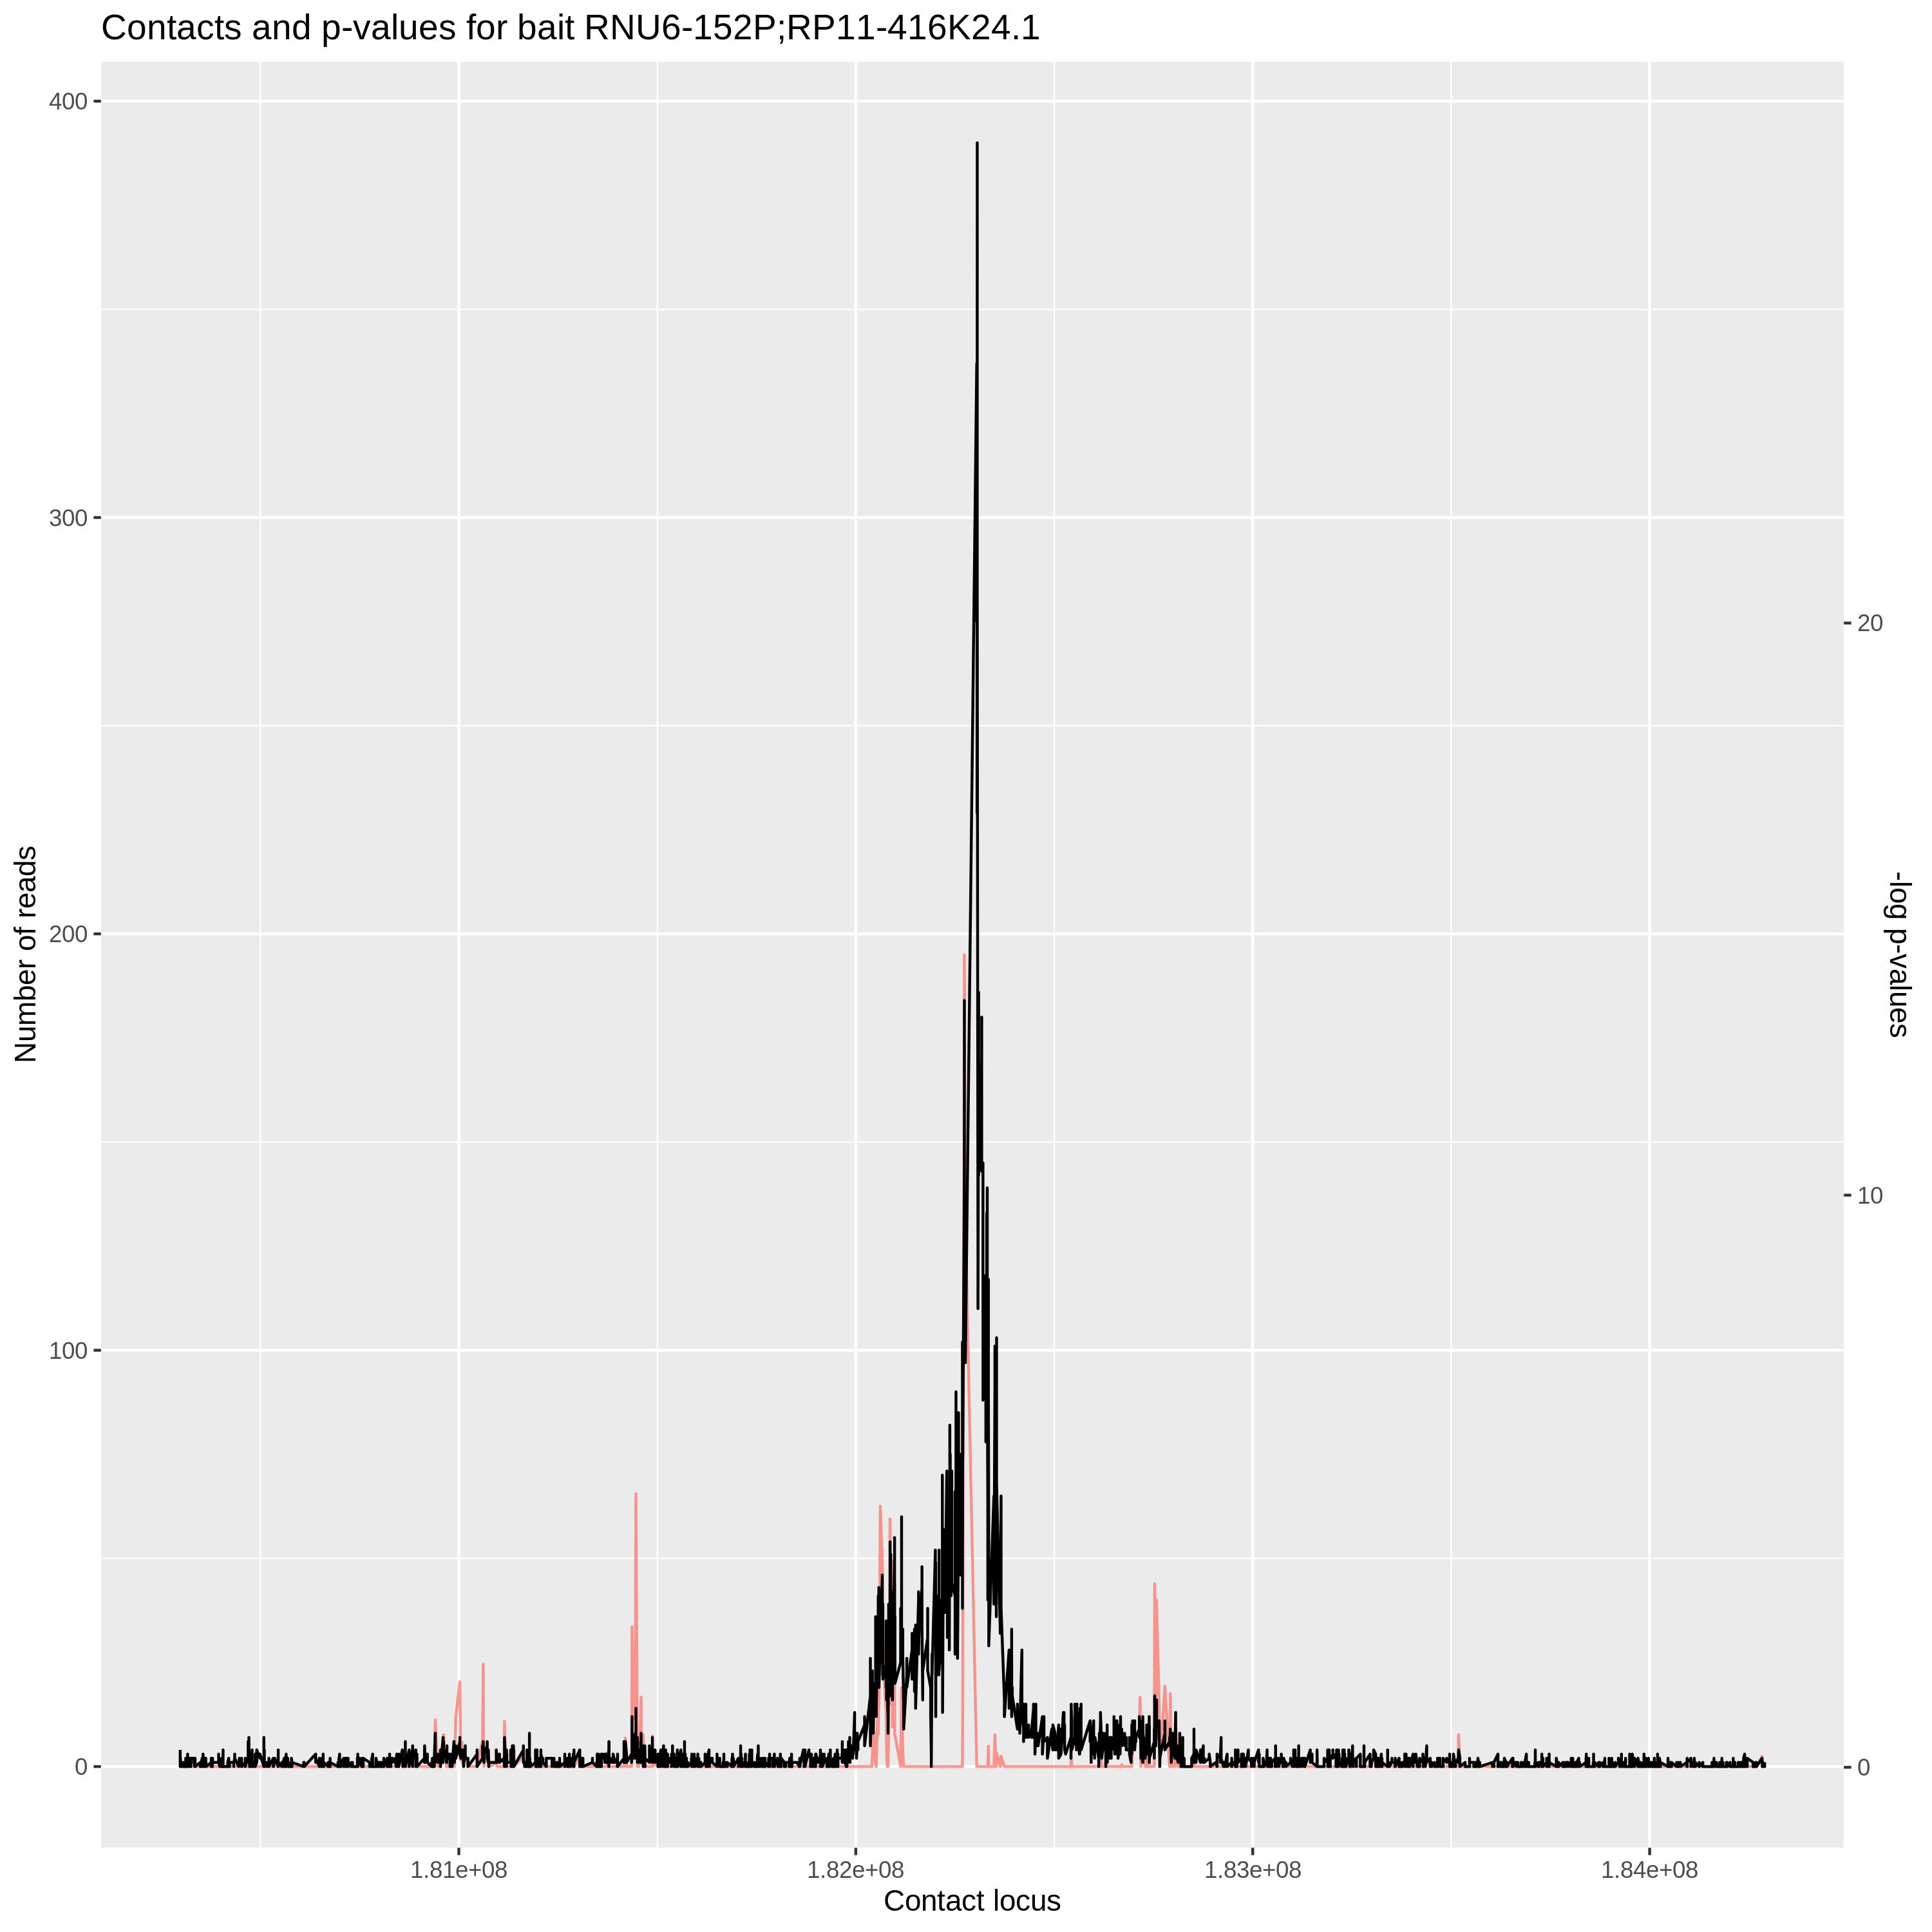 Contacts and p-values for bait RNU6-152P;RP11-416K24.1
400
300
200
100
0
Number of reads
20
10
0
-log p-values
1.81e+08
1.82e+08
1.83e+08
1.84e+08
Contact locus